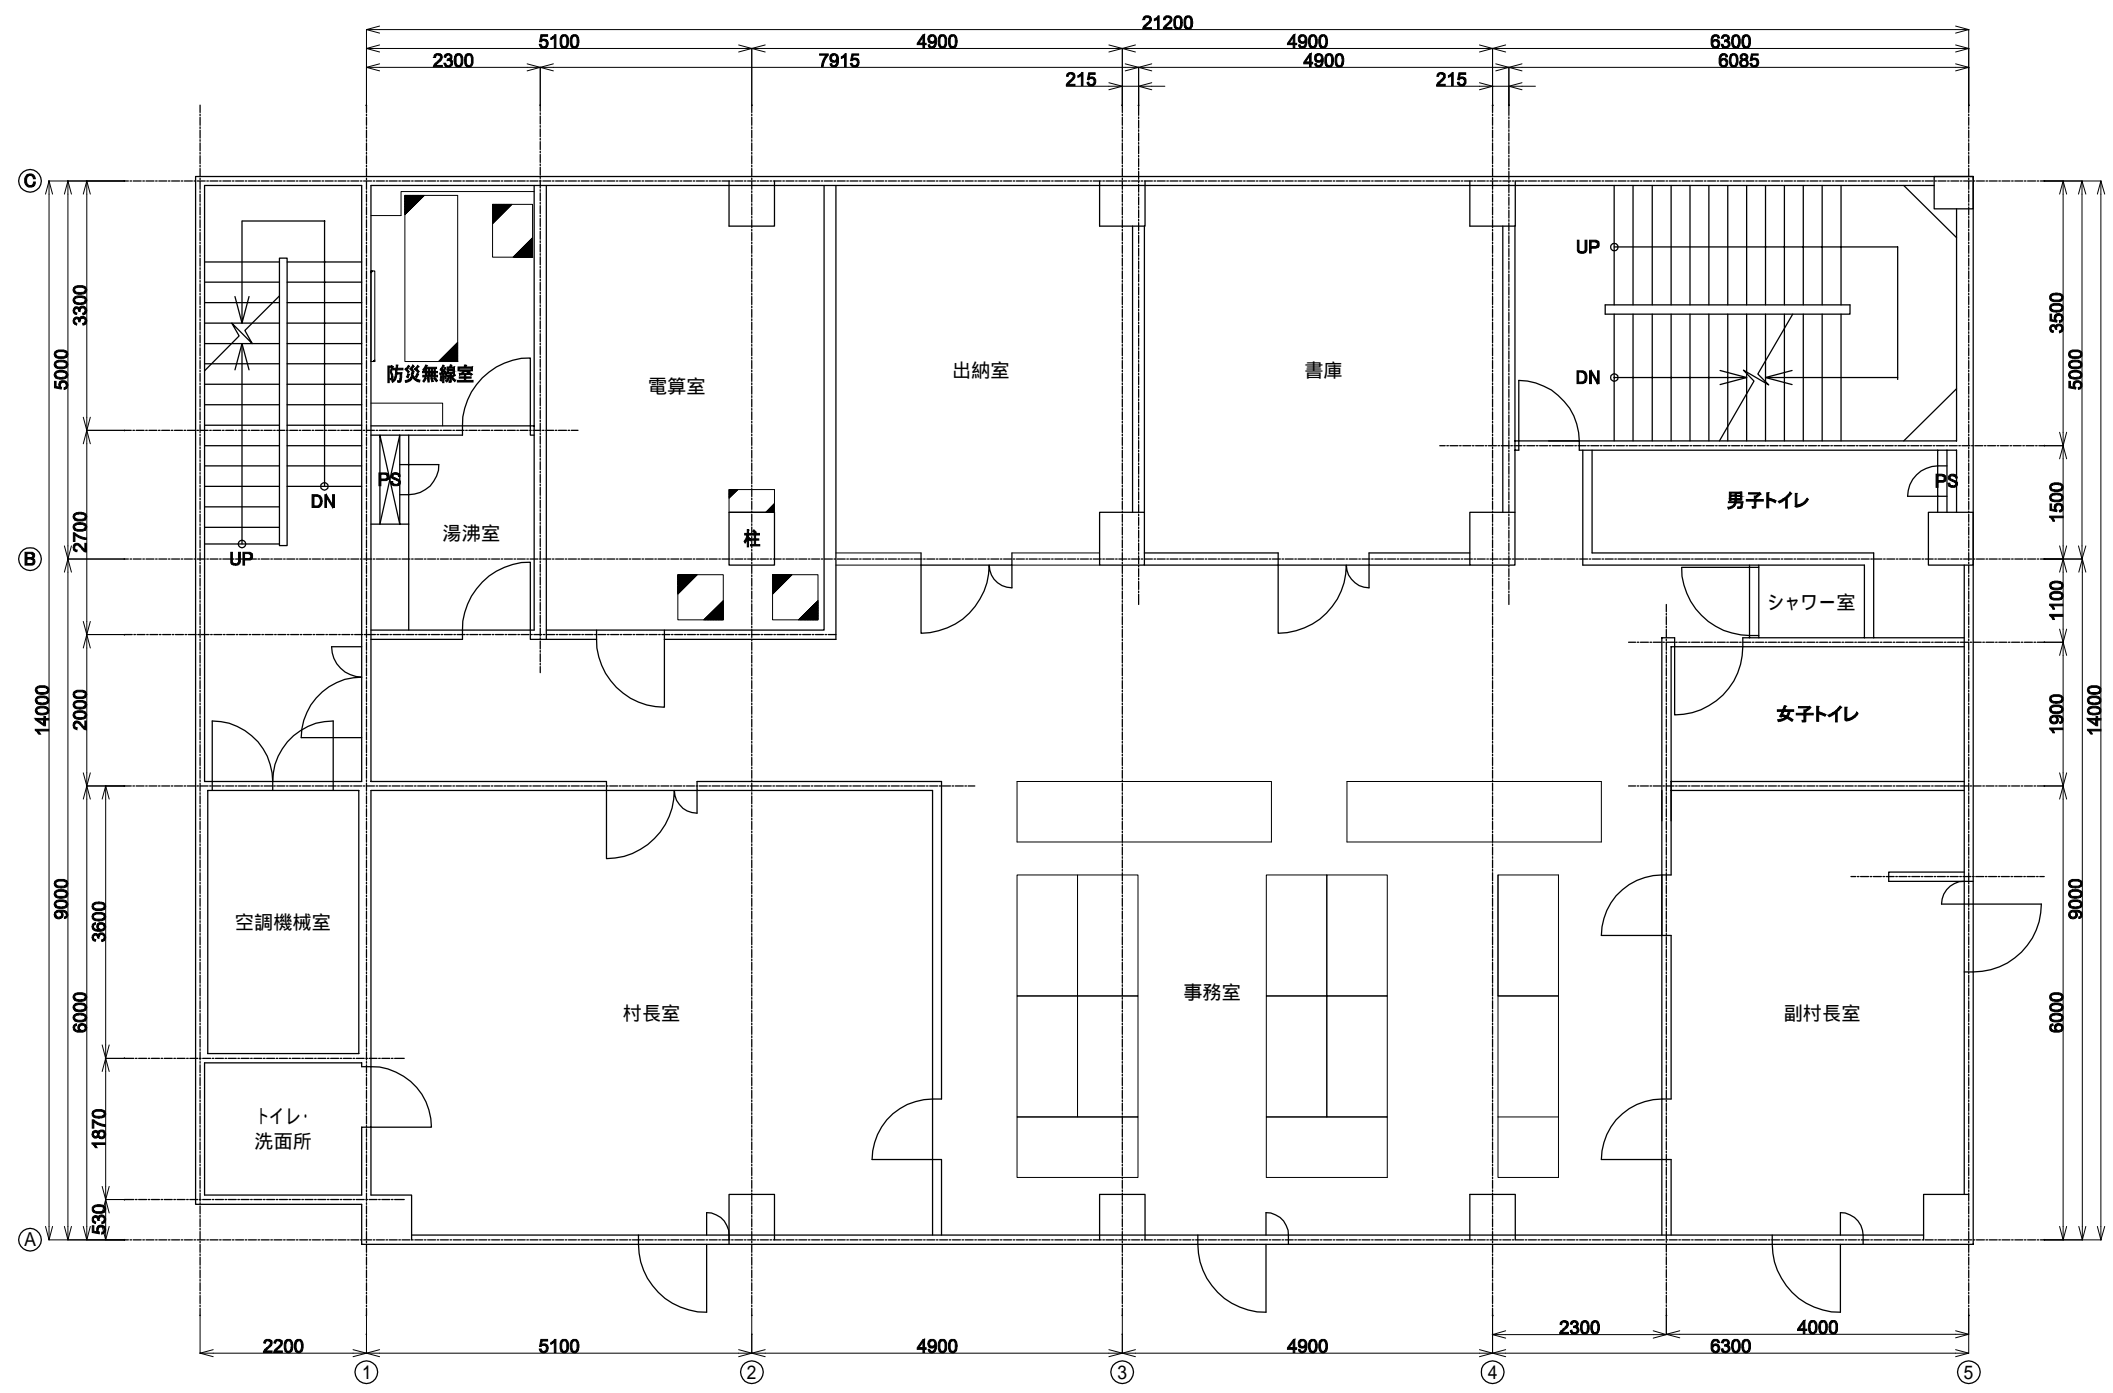 21200
5100 4900 4900 6300
2300 7915 4900 6085
215 215
C
B
A
14000
5000
9000
3300
2700
2000
6000
3600
1870
530
防災無線室
電算室
出納室
書庫
UP
DN
PS
湯沸室
柱
DN
UP
男子トイレ
PS
シャワー室
女子トイレ
空調機械室
村長室
事務室
副村長室
トイレ・
洗面所
3500
1500
1100
1900
6000
5000
9000
14000
2300 4000
2200 5100 4900 4900 6300
1 2 3 4 5